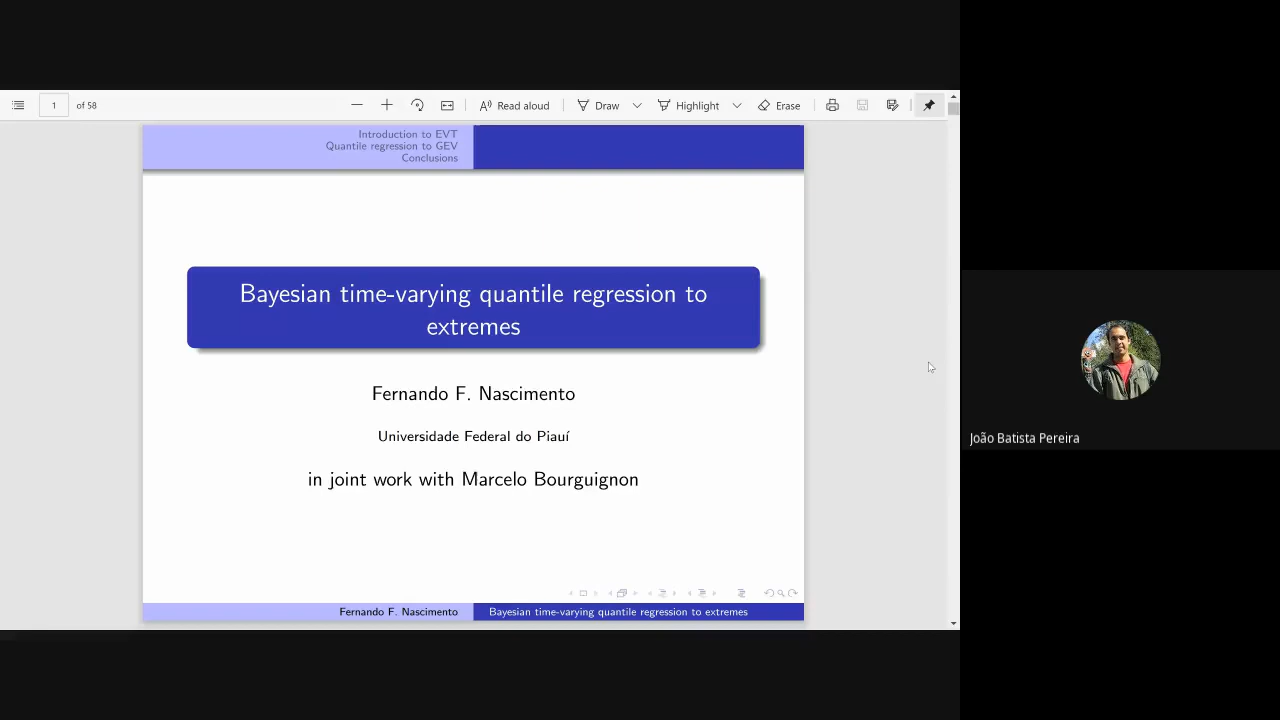 1 of 58 Read aloud Draw Highlight Erase
Introduction to EVT
Quantile regression to GEV
Conclusions
Bayesian time-varying quantile regression to
extremes
Fernando F. Nascimento
Universidade Federal do Piauí
in joint work with Marcelo Bourguignon
Fernando F. Nascimento Bayesian time-varying quantile regression to extremes
João Batista Pereira